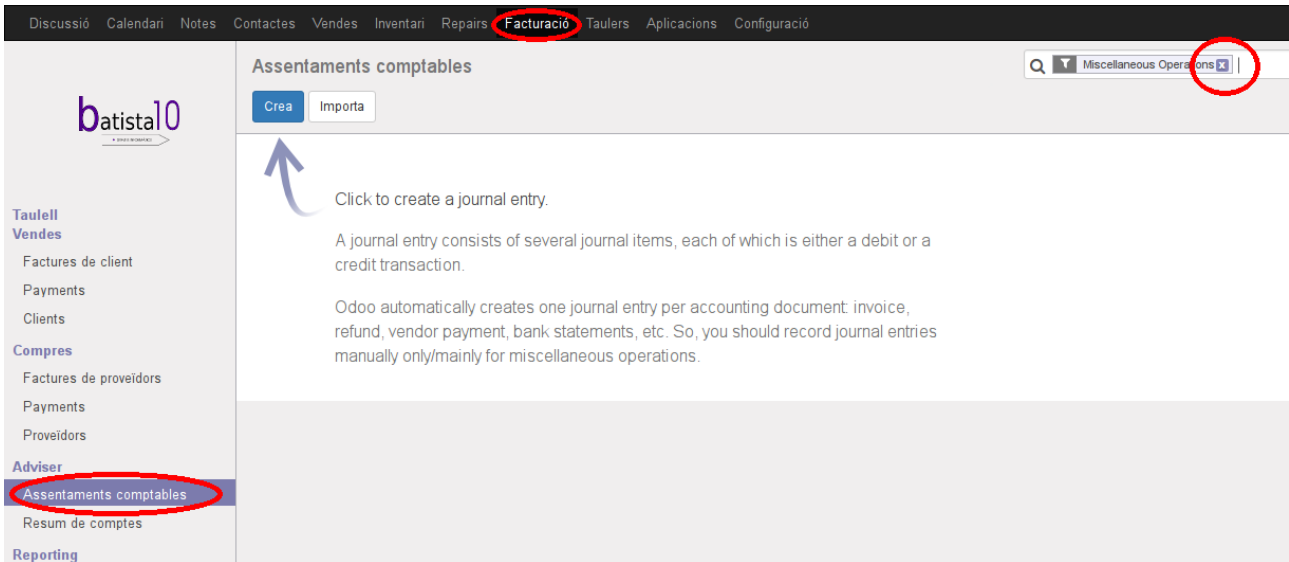 Discussió Calendari Notes Contactes Vendes Inventari Repairs Facturació Taulers Aplicacions Configuració
Assentaments comptables
Miscellaneous Operations x
Crea Importa
batista10
Click to create a journal entry.
A journal entry consists of several journal items, each of which is either a debit or a
credit transaction.
Odoo automatically creates one journal entry per accounting document: invoice,
refund, vendor payment, bank statements, etc. So, you should record journal entries
manually only/mainly for miscellaneous operations.
Taulell
Vendes
Factures de client
Payments
Clients
Compres
Factures de proveïdors
Payments
Proveïdors
Adviser
Assentaments comptables
Resum de comptes
Reporting